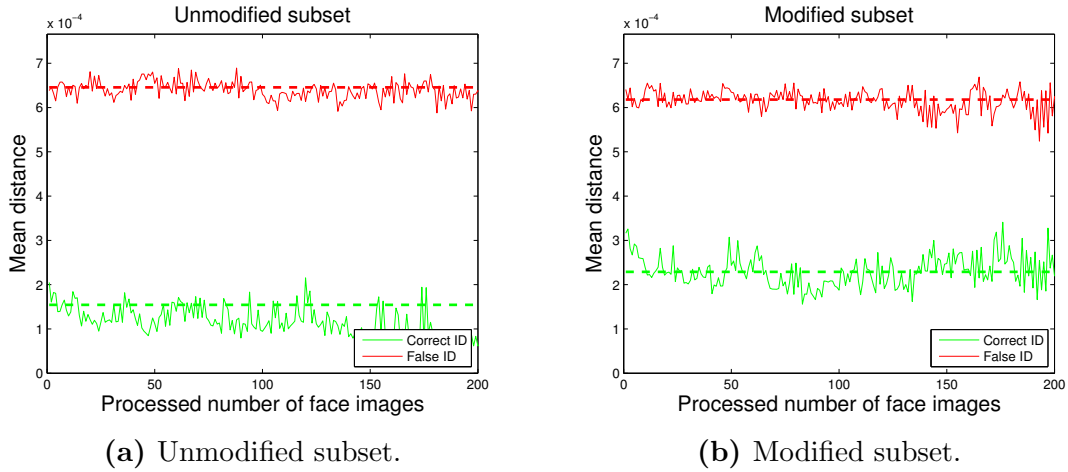 Unmodified subset
x 10⁻⁴
7
6
5
4
3
2
1
0
0 50 100 150 200
Mean distance
Processed number of face images
Correct ID
False ID
(a) Unmodified subset.
Modified subset
x 10⁻⁴
7
6
5
4
3
2
1
0
0 50 100 150 200
Mean distance
Processed number of face images
Correct ID
False ID
(b) Modified subset.